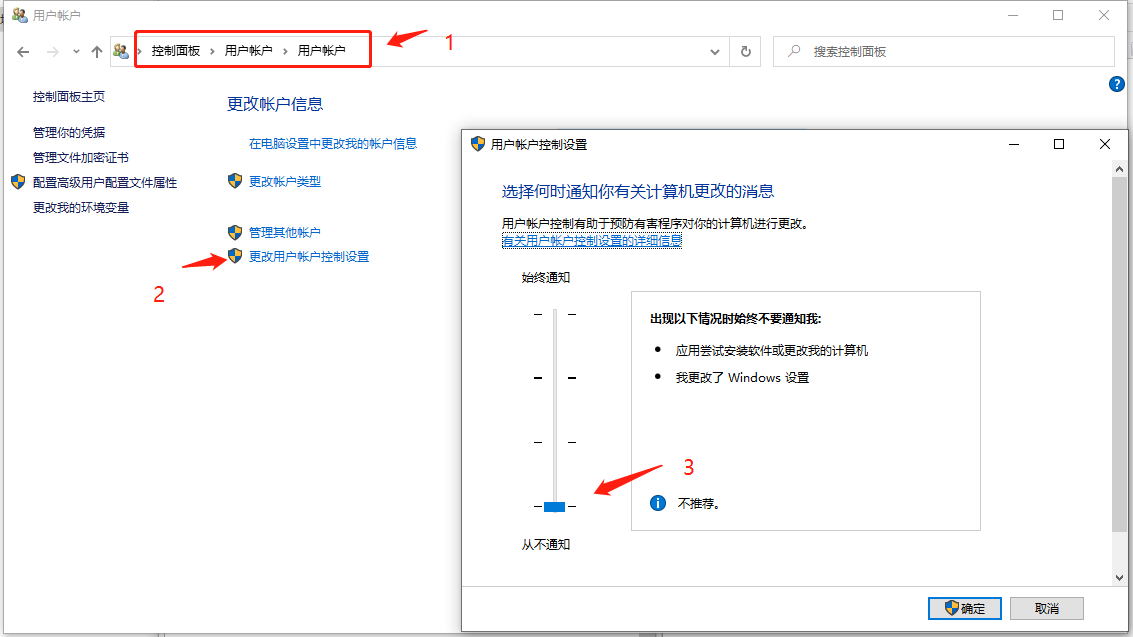 用户帐户
控制面板 › 用户帐户 › 用户帐户
1
搜索控制面板
?
控制面板主页
管理你的凭据
管理文件加密证书
配置高级用户配置文件属性
更改我的环境变量
更改帐户信息
在电脑设置中更改我的帐户信息
更改帐户类型
管理其他帐户
更改用户帐户控制设置
2
用户帐户控制设置
选择何时通知你有关计算机更改的消息
用户帐户控制有助于预防有害程序对你的计算机进行更改。
有关用户帐户控制设置的详细信息
始终通知
出现以下情况时始终不要通知我:
• 应用尝试安装软件或更改我的计算机
• 我更改了 Windows 设置
3
不推荐。
从不通知
确定
取消